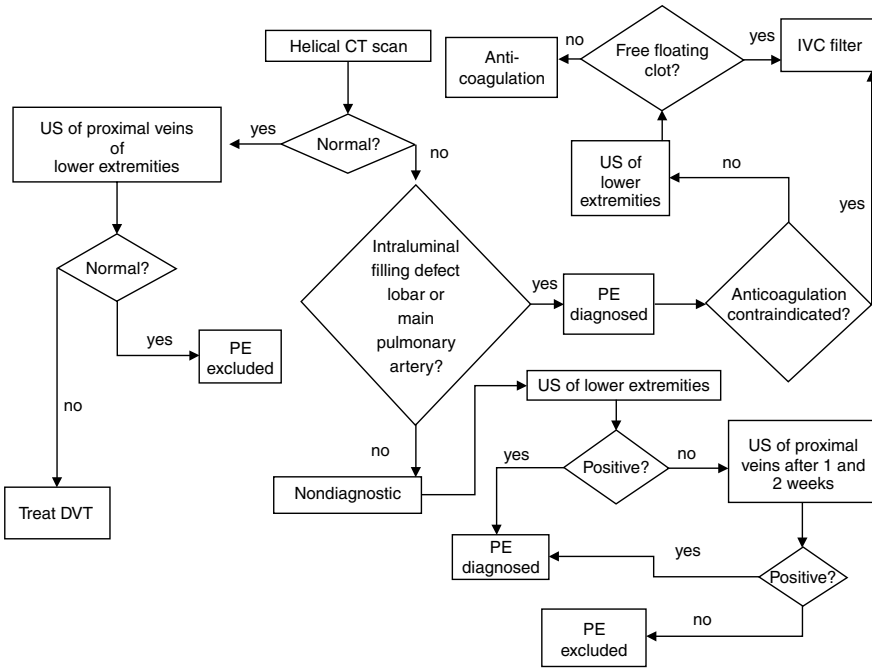 Helical CT scan
Anti-
coagulation
no
Free floating
clot?
yes
IVC filter
US of proximal veins
of
lower extremities
yes
Normal?
no
US of
lower
extremities
no
yes
Normal?
Intraluminal
filling defect
lobar or
main
pulmonary
artery?
yes
PE
diagnosed
Anticoagulation
contraindicated?
yes
PE
excluded
no
US of lower extremities
no
Nondiagnostic
yes
Positive?
no
US of proximal
veins after 1 and
2 weeks
Treat DVT
PE
diagnosed
yes
Positive?
no
PE
excluded